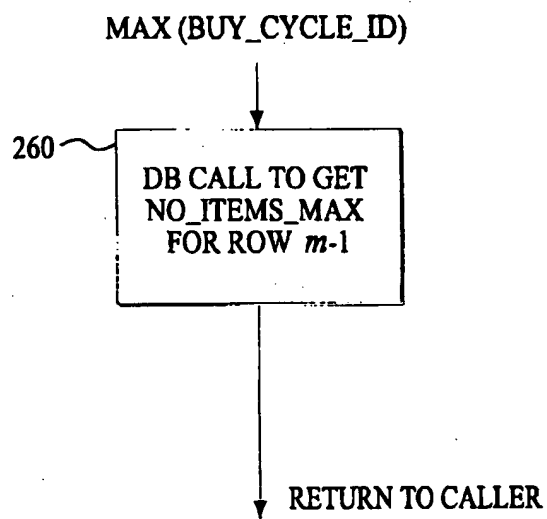 MAX (BUY_CYCLE_ID)
260
DB CALL TO GET
NO_ITEMS_MAX
FOR ROW m-1
RETURN TO CALLER